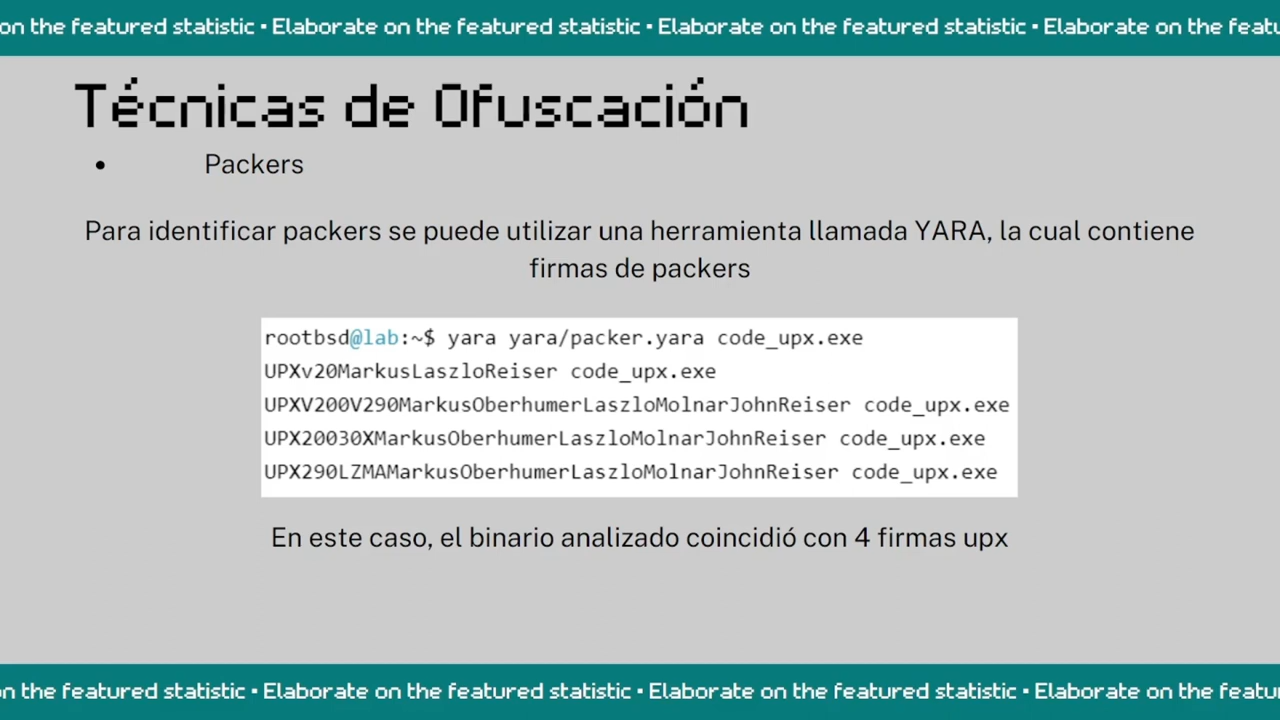 on the featured statistic • Elaborate on the featured statistic • Elaborate on the featured statistic • Elaborate on the featu
Técnicas de Ofuscación
• Packers
Para identificar packers se puede utilizar una herramienta llamada YARA, la cual contiene
firmas de packers
rootbsd@lab:~$ yara yara/packer.yara code_upx.exe
UPXv20MarkusLaszloReiser code_upx.exe
UPXV200V290MarkusOberhumerLaszloMolnarJohnReiser code_upx.exe
UPX20030XMarkusOberhumerLaszloMolnarJohnReiser code_upx.exe
UPX290LZMAMarkusOberhumerLaszloMolnarJohnReiser code_upx.exe
En este caso, el binario analizado coincidió con 4 firmas upx
n the featured statistic • Elaborate on the featured statistic • Elaborate on the featured statistic • Elaborate on the featu